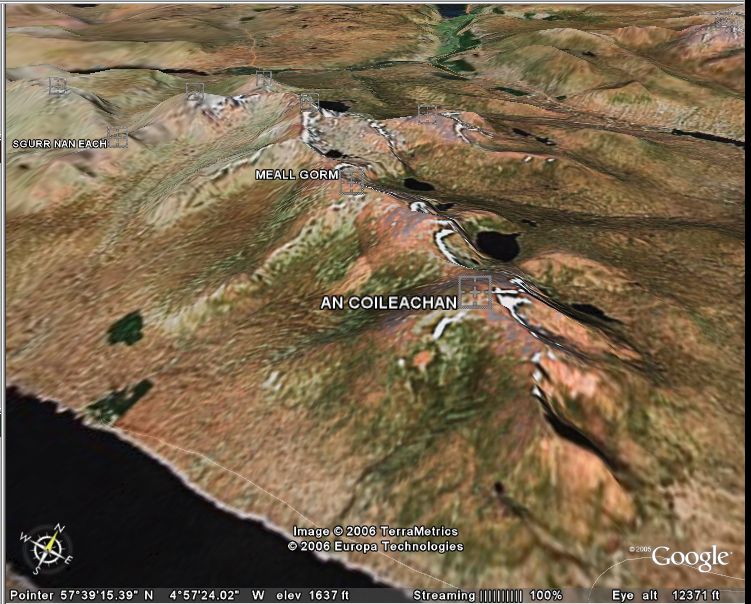 SGURR NAN EACH
MEALL GORM
AN COILEACHAN
N
W
E
S
Image © 2006 TerraMetrics
© 2006 Europa Technologies
© 2005 Google
Pointer 57°39'15.39" N 4°57'24.02" W elev 1637 ft Streaming |||||||||| 100% Eye alt 12371 ft